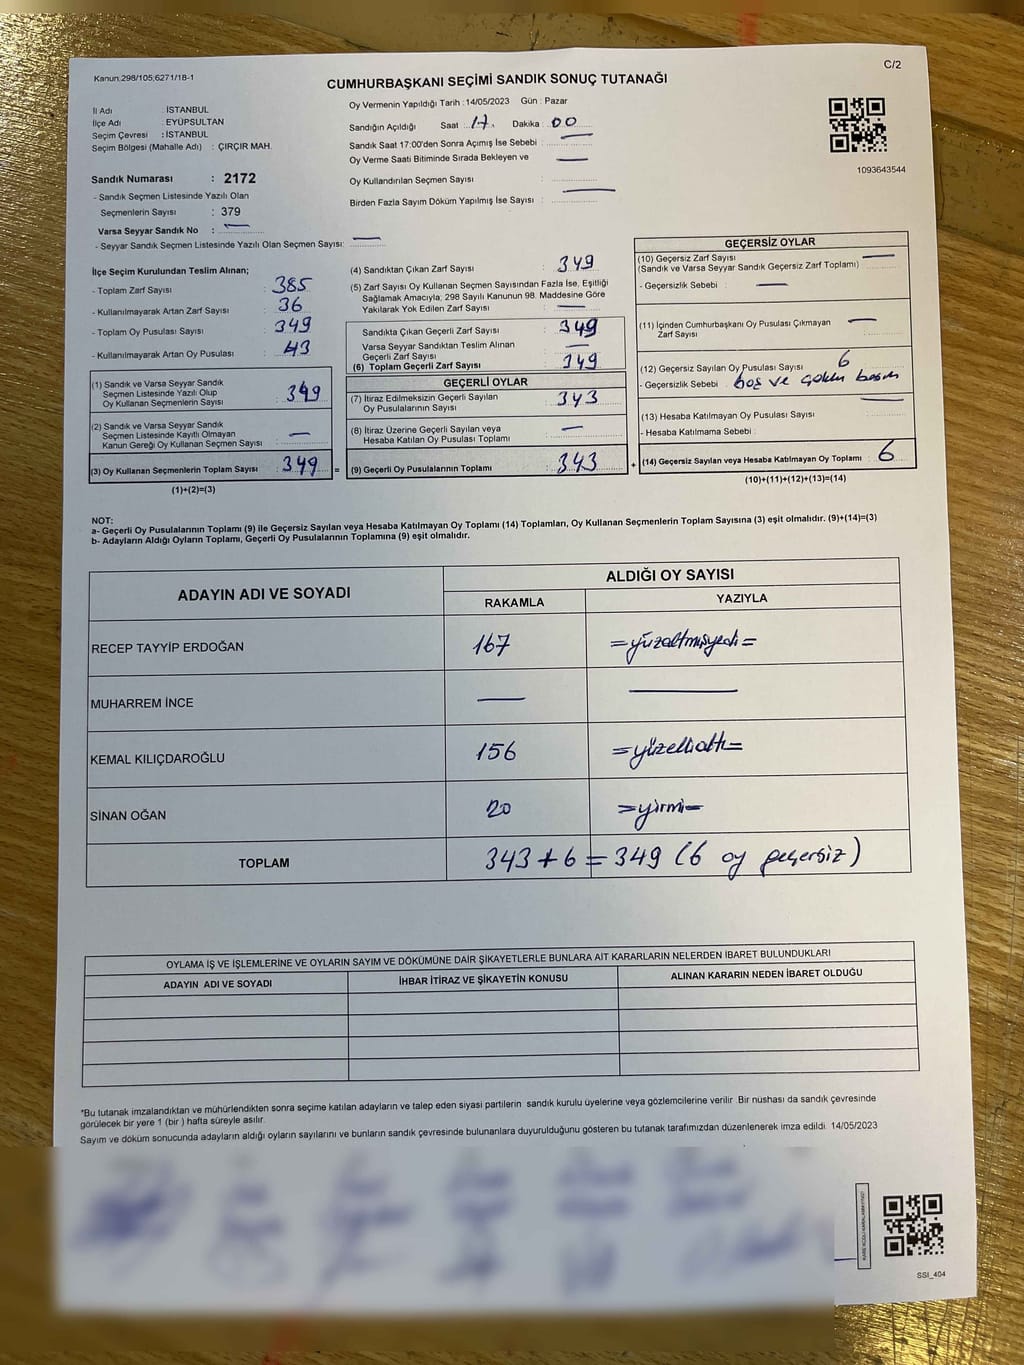 Kanun:298/105;6271/18-1
C/2
CUMHURBAŞKANI SEÇİMİ SANDIK SONUÇ TUTANAĞI
İl Adı : İSTANBUL
İlçe Adı : EYÜPSULTAN
Seçim Çevresi : İSTANBUL
Seçim Bölgesi (Mahalle Adı) : ÇIRÇIR MAH.
Oy Vermenin Yapıldığı Tarih : 14/05/2023 Gün : Pazar
Sandığın Açıldığı Saat : 17. Dakika : 00
Sandık Saat 17:00'den Sonra Açımış İse Sebebi : —
Oy Verme Saati Bitiminde Sırada Bekleyen ve —
Oy Kullandırılan Seçmen Sayısı :
Birden Fazla Sayım Döküm Yapılmış İse Sayısı : —
1093643544
Sandık Numarası : 2172
- Sandık Seçmen Listesinde Yazılı Olan
Seçmenlerin Sayısı : 379
Varsa Seyyar Sandık No : —
- Seyyar Sandık Seçmen Listesinde Yazılı Olan Seçmen Sayısı: —
İlçe Seçim Kurulundan Teslim Alınan;
- Toplam Zarf Sayısı : 385
- Kullanılmayarak Artan Zarf Sayısı : 36
- Toplam Oy Pusulası Sayısı : 349
- Kullanılmayarak Artan Oy Pusulası : 43
(1) Sandık ve Varsa Seyyar Sandık
Seçmen Listesinde Yazılı Olup
Oy Kullanan Seçmenlerin Sayısı : 349
(2) Sandık ve Varsa Seyyar Sandık
Seçmen Listesinde Kayıtlı Olmayan
Kanun Gereği Oy Kullanan Seçmen Sayısı : —
(3) Oy Kullanan Seçmenlerin Toplam Sayısı : 349 =
(1)+(2)=(3)
(4) Sandıktan Çıkan Zarf Sayısı : 349
(5) Zarf Sayısı Oy Kullanan Seçmen Sayısından Fazla İse, Eşitliği
Sağlamak Amacıyla; 298 Sayılı Kanunun 98. Maddesine Göre
Yakılarak Yok Edilen Zarf Sayısı : —
Sandıkta Çıkan Geçerli Zarf Sayısı : 349
Varsa Seyyar Sandıktan Teslim Alınan
Geçerli Zarf Sayısı : —
(6) Toplam Geçerli Zarf Sayısı : 349
GEÇERLİ OYLAR
(7) İtiraz Edilmeksizin Geçerli Sayılan
Oy Pusulalarının Sayısı : 343
(8) İtiraz Üzerine Geçerli Sayılan veya
Hesaba Katılan Oy Pusulası Toplamı : —
(9) Geçerli Oy Pusulalarının Toplamı : 343 +
GEÇERSİZ OYLAR
(10) Geçersiz Zarf Sayısı : —
(Sandık ve Varsa Seyyar Sandık Geçersiz Zarf Toplamı)
- Geçersizlik Sebebi : —
(11) İçinden Cumhurbaşkanı Oy Pusulası Çıkmayan
Zarf Sayısı : —
(12) Geçersiz Sayılan Oy Pusulası Sayısı : 6
- Geçersizlik Sebebi : boş ve çoklu basım
(13) Hesaba Katılmayan Oy Pusulası Sayısı : —
- Hesaba Katılmama Sebebi :
(14) Geçersiz Sayılan veya Hesaba Katılmayan Oy Toplamı : 6
(10)+(11)+(12)+(13)=(14)
NOT:
a- Geçerli Oy Pusulalarının Toplamı (9) ile Geçersiz Sayılan veya Hesaba Katılmayan Oy Toplamı (14) Toplamları, Oy Kullanan Seçmenlerin Toplam Sayısına (3) eşit olmalıdır. (9)+(14)=(3)
b- Adayların Aldığı Oyların Toplamı, Geçerli Oy Pusulalarının Toplamına (9) eşit olmalıdır.
ADAYIN ADI VE SOYADI
ALDIĞI OY SAYISI
RAKAMLA YAZIYLA
RECEP TAYYİP ERDOĞAN 167 =yüzaltmışyedi=
MUHARREM İNCE — —
KEMAL KILIÇDAROĞLU 156 =yüzellialtı=
SİNAN OĞAN 20 =yirmi=
TOPLAM 343 + 6 = 349 (6 oy geçersiz)
OYLAMA İŞ VE İŞLEMLERİNE VE OYLARIN SAYIM VE DÖKÜMÜNE DAİR ŞİKAYETLERLE BUNLARA AİT KARARLARIN NELERDEN İBARET BULUNDUKLARI
ADAYIN ADI VE SOYADI İHBAR İTİRAZ VE ŞİKAYETİN KONUSU ALINAN KARARIN NEDEN İBARET OLDUĞU
*Bu tutanak imzalandıktan ve mühürlendikten sonra seçime katılan adayların ve talep eden siyasi partilerin sandık kurulu üyelerine veya gözlemcilerine verilir. Bir nüshası da sandık çevresinde
görülecek bir yere 1 (bir ) hafta süreyle asılır.
Sayım ve döküm sonucunda adayların aldığı oyların sayılarını ve bunların sandık çevresinde bulunanlara duyurulduğunu gösteren bu tutanak tarafımızdan düzenlenerek imza edildi. 14/05/2023
SSI_404